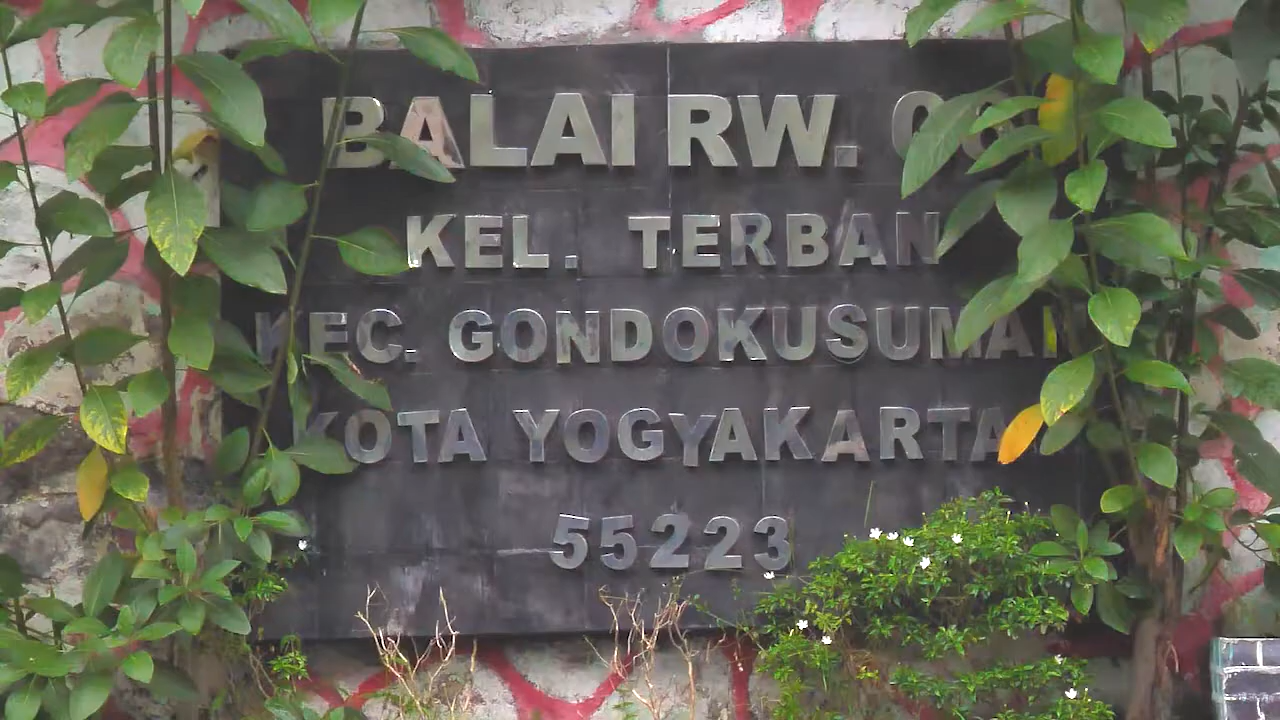 BALAI RW.
KEL. TERBAN
KEC. GONDOKUSUMAN
KOTA YOGYAKARTA
55223